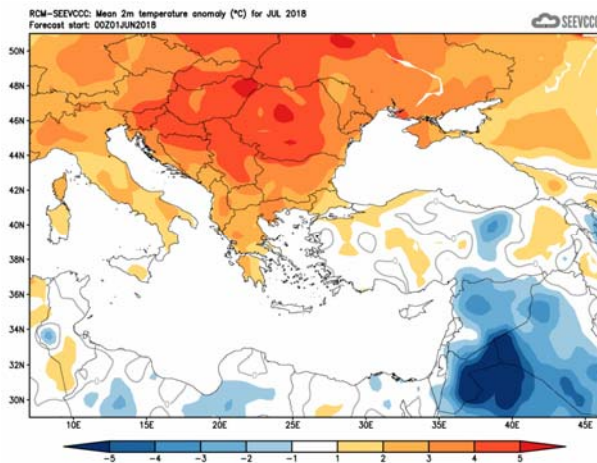 RCM-SEEVCCC: Mean 2m temperature anomaly (°C) for JUL 2018
Forecast start: 00Z01JUN2018
SEEVCCC
50N
48N
46N
44N
42N
40N
38N
36N
34N
32N
30N
10E 15E 20E 25E 30E 35E 40E 45E
-5 -4 -3 -2 -1 1 2 3 4 5